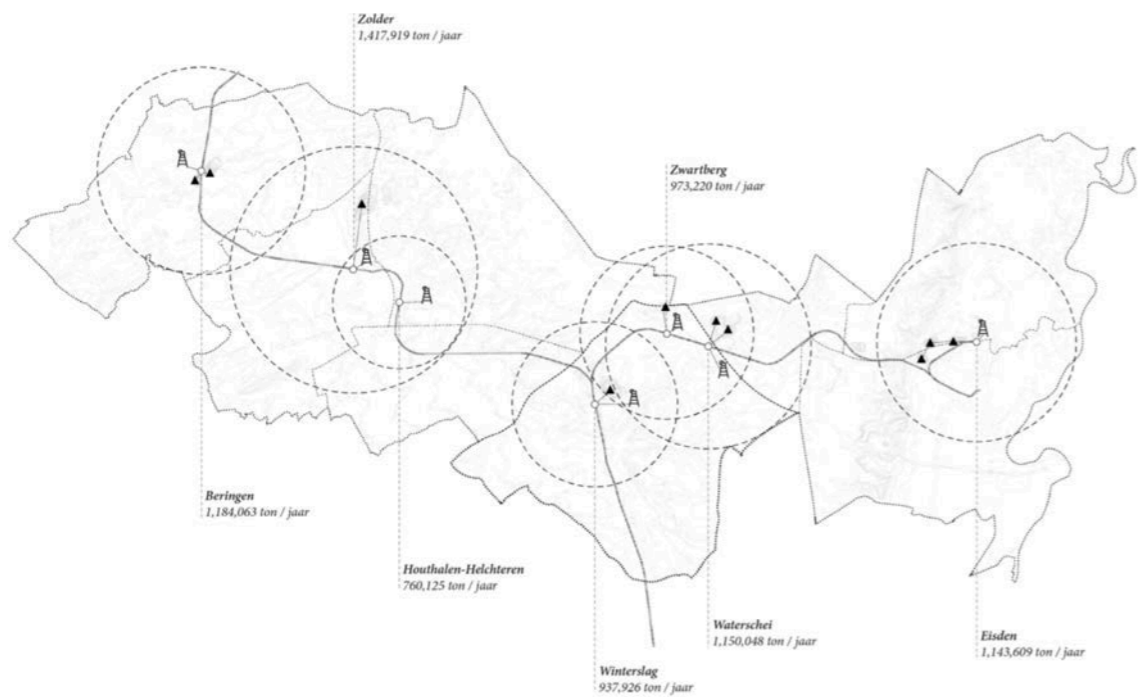 Zolder
1,417,919 ton / jaar
Zwartberg
973,220 ton / jaar
Beringen
1,184,063 ton / jaar
Houthalen-Helchteren
760,125 ton / jaar
Waterschei
1,150,048 ton / jaar
Eisden
1,143,609 ton / jaar
Winterslag
937,926 ton / jaar